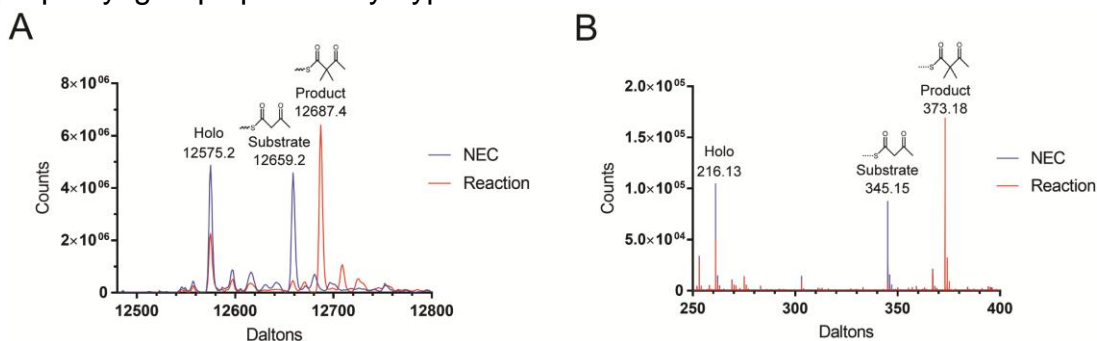 A
8×10⁰⁶
6×10⁰⁶
4×10⁰⁶
2×10⁰⁶
0
Counts
12500 12600 12700 12800
Daltons
Holo
12575.2
O O
S
Substrate
12659.2
O O
S
Product
12687.4
NEC
Reaction
B
2.0×10⁰⁵
1.5×10⁰⁵
1.0×10⁰⁵
5.0×10⁰⁴
0
Counts
250 300 350 400
Daltons
Holo
216.13
O O
S
Substrate
345.15
O O
S
Product
373.18
NEC
Reaction